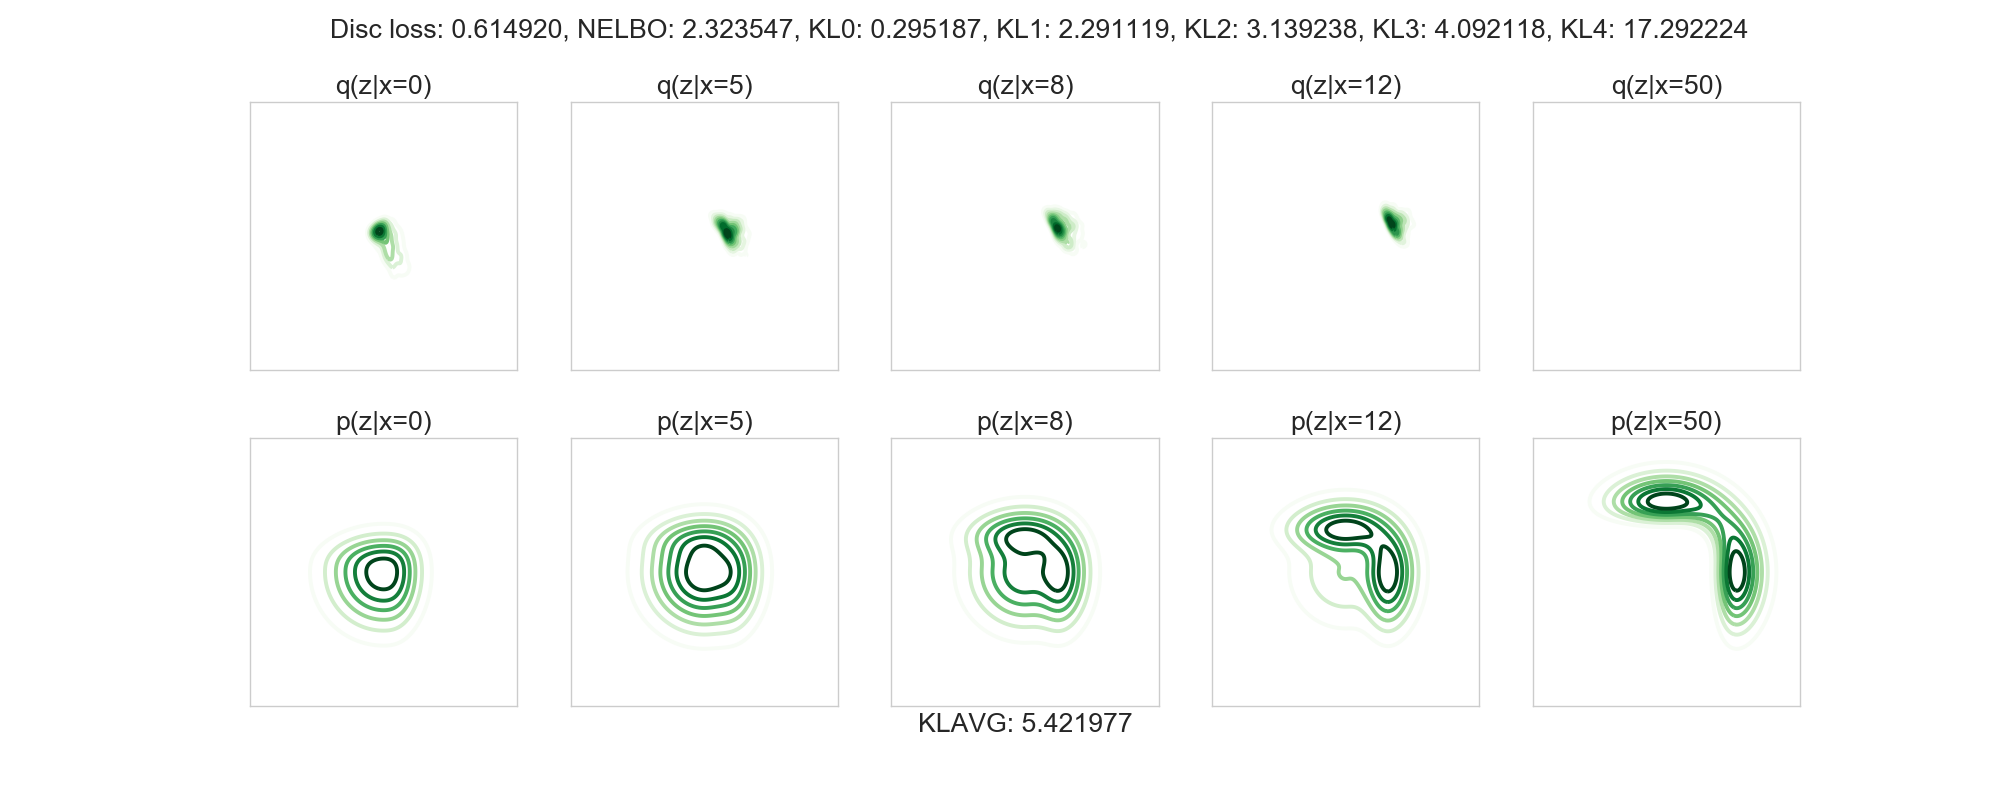 Disc loss: 0.614920, NELBO: 2.323547, KL0: 0.295187, KL1: 2.291119, KL2: 3.139238, KL3: 4.092118, KL4: 17.292224
q(z|x=0) q(z|x=5) q(z|x=8) q(z|x=12) q(z|x=50)
p(z|x=0) p(z|x=5) p(z|x=8) p(z|x=12) p(z|x=50)
KLAVG: 5.421977